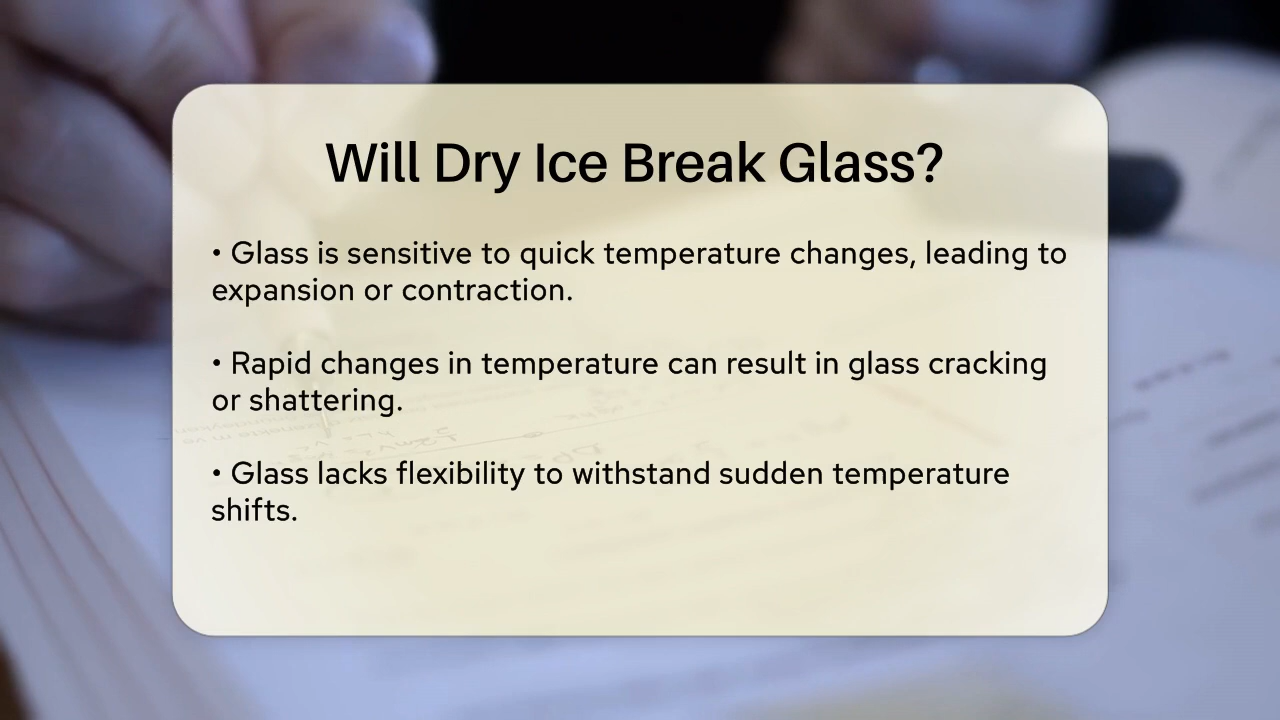 Will Dry Ice Break Glass?
• Glass is sensitive to quick temperature changes, leading to
expansion or contraction.
• Rapid changes in temperature can result in glass cracking
or shattering.
• Glass lacks flexibility to withstand sudden temperature
shifts.